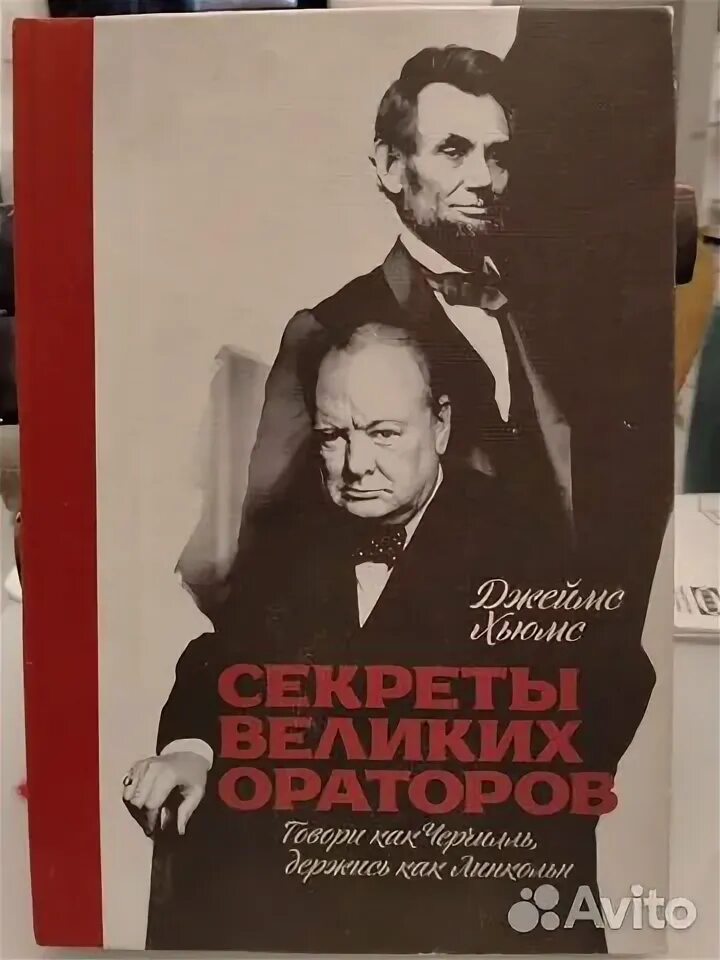 Джеймс
Хьюмс
СЕКРЕТЫ
ВЕЛИКИХ
ОРАТОРОВ
Говори как Черчилль,
держись как Линкольн
Avito